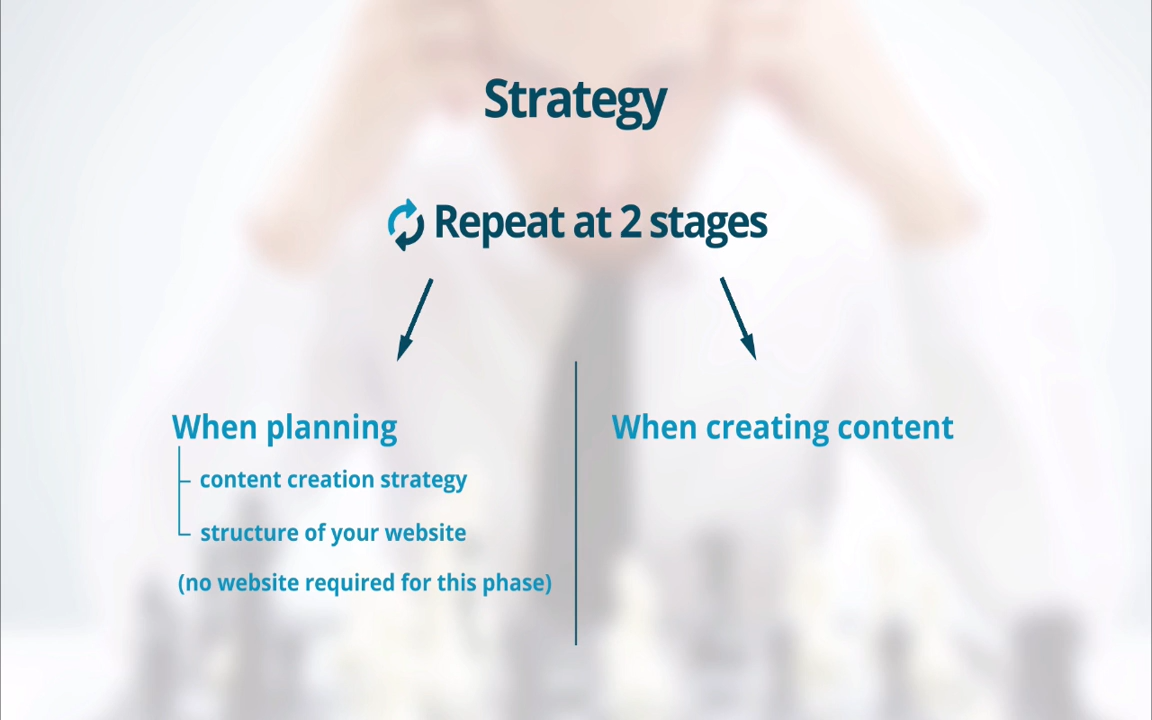 Strategy
Repeat at 2 stages
When planning
content creation strategy
structure of your website
(no website required for this phase)
When creating content